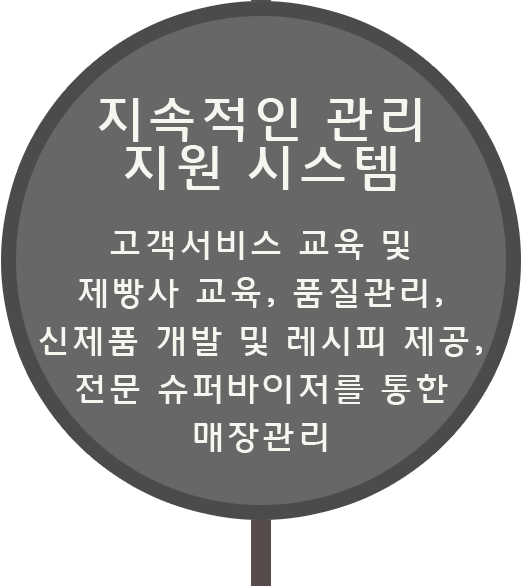 지속적인 관리
지원 시스템
고객서비스 교육 및
제빵사 교육, 품질관리,
신제품 개발 및 레시피 제공,
전문 슈퍼바이저를 통한
매장관리